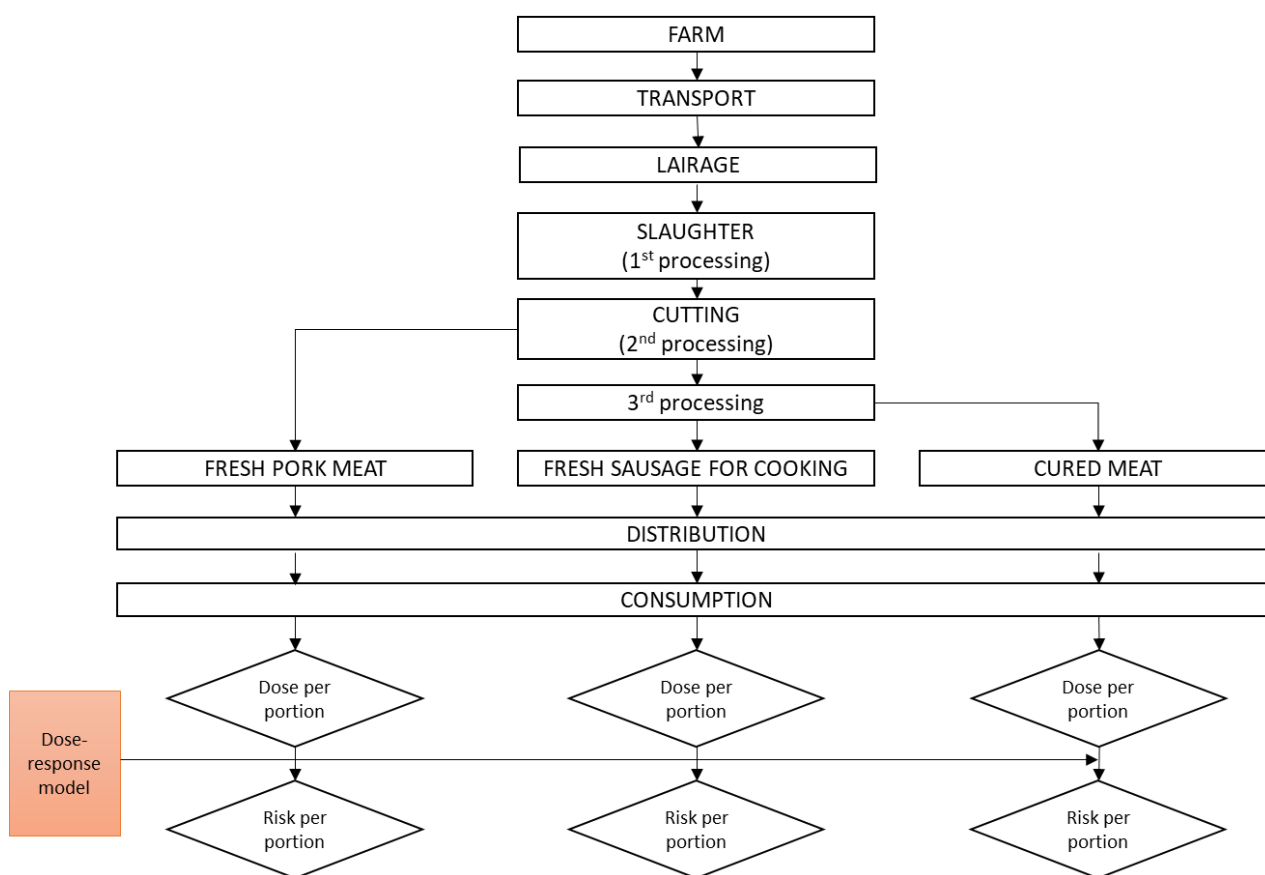 FARM
TRANSPORT
LAIRAGE
SLAUGHTER
(1st processing)
CUTTING
(2nd processing)
3rd processing
FRESH PORK MEAT
FRESH SAUSAGE FOR COOKING
CURED MEAT
DISTRIBUTION
CONSUMPTION
Dose per
portion
Dose per
portion
Dose per
portion
Dose-
response
model
Risk per
portion
Risk per
portion
Risk per
portion